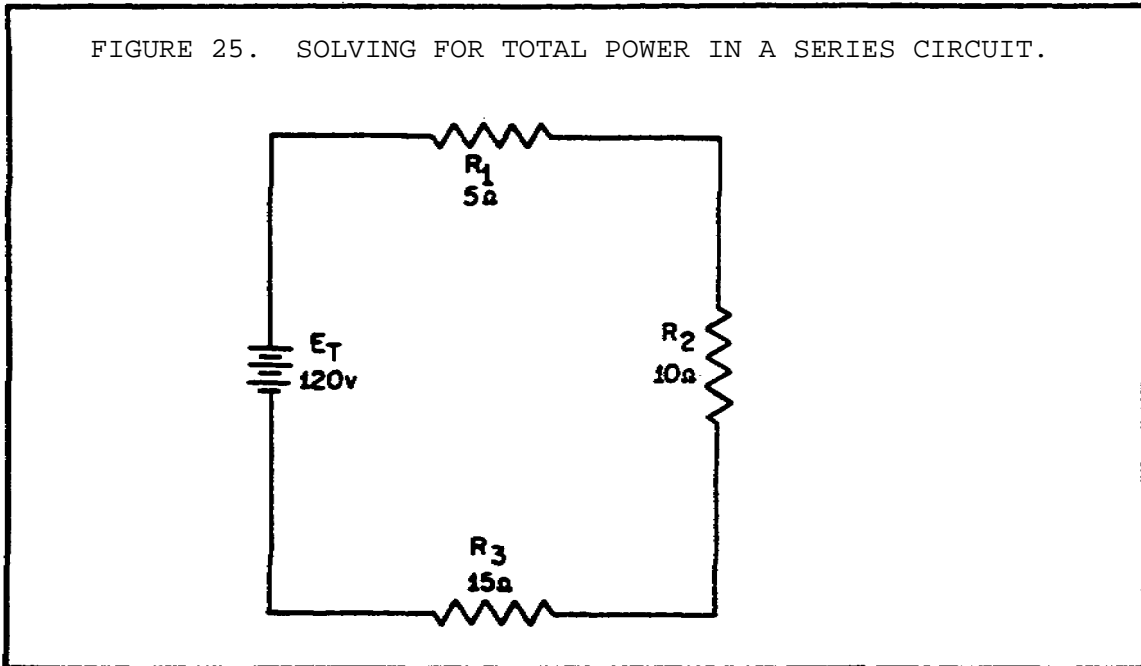 FIGURE 25. SOLVING FOR TOTAL POWER IN A SERIES CIRCUIT.
R1
5Ω
ET
120v
R2
10Ω
R3
15Ω